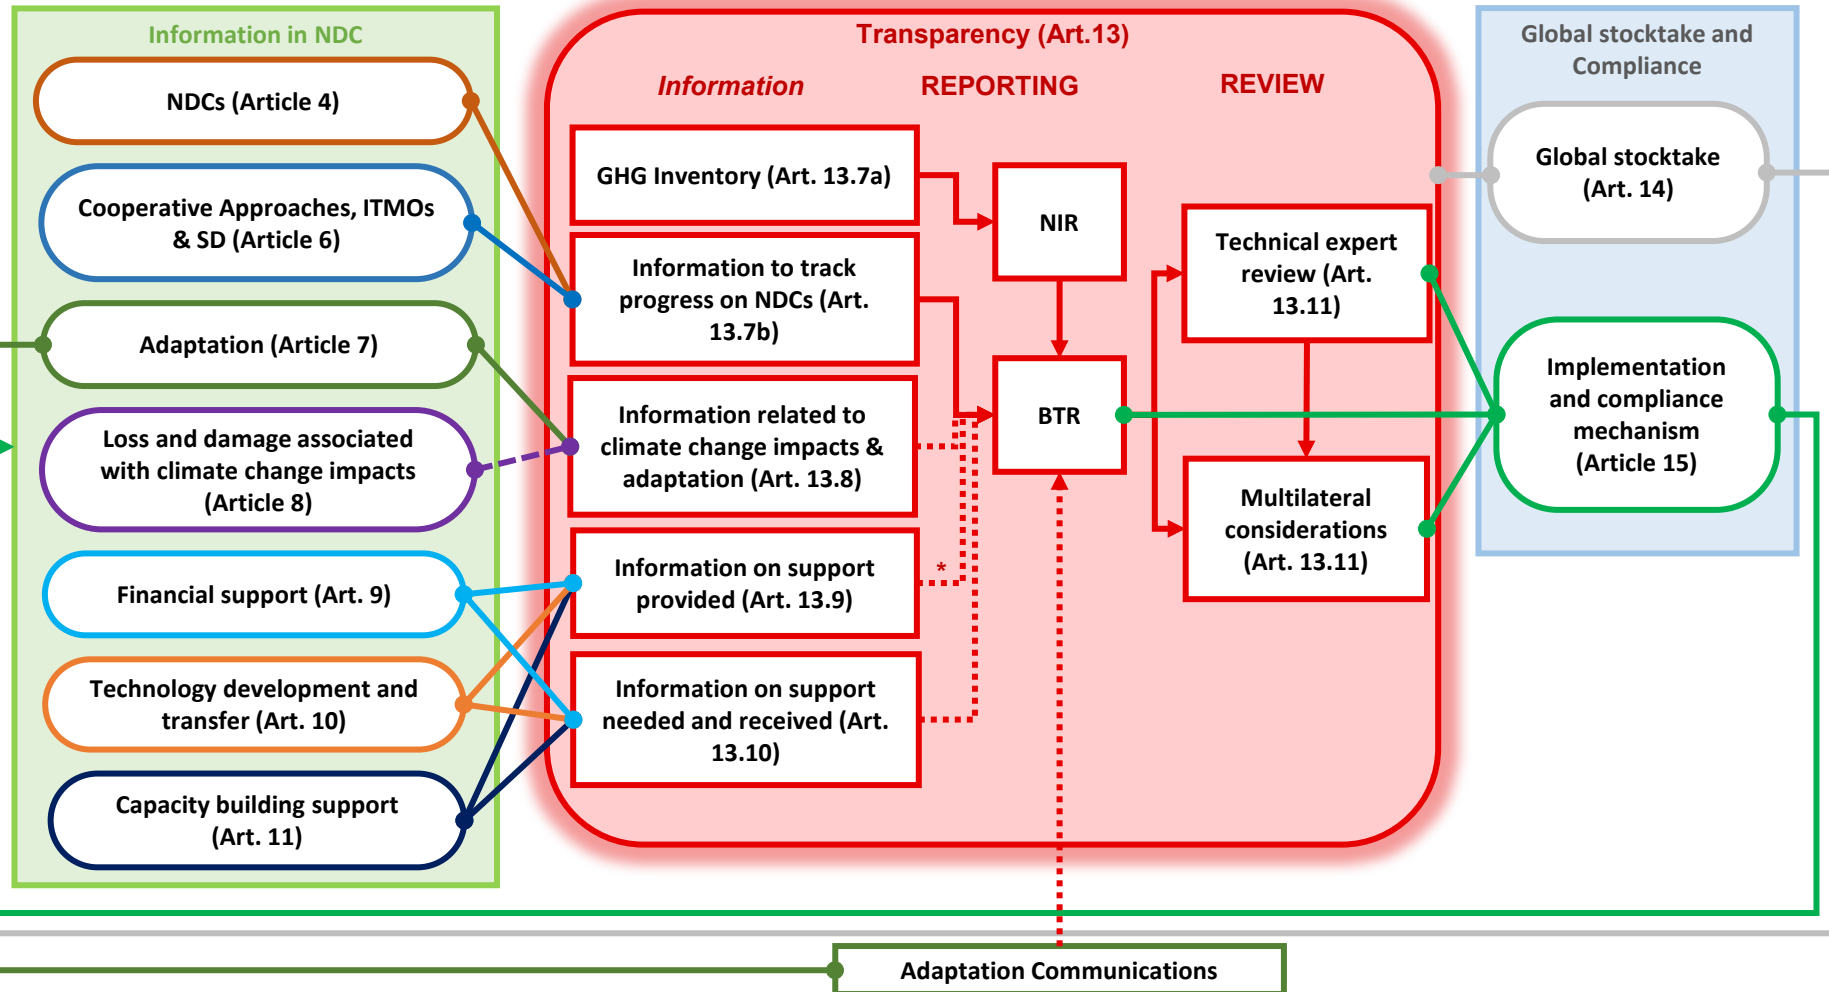 Information in NDC
NDCs (Article 4)
Cooperative Approaches, ITMOs
& SD (Article 6)
Adaptation (Article 7)
Loss and damage associated
with climate change impacts
(Article 8)
Financial support (Art. 9)
Technology development and
transfer (Art. 10)
Capacity building support
(Art. 11)
Transparency (Art.13)
Information
REPORTING
REVIEW
GHG Inventory (Art. 13.7a)
Information to track
progress on NDCs (Art.
13.7b)
Information related to
climate change impacts &
adaptation (Art. 13.8)
Information on support
provided (Art. 13.9)
*
Information on support
needed and received (Art.
13.10)
NIR
BTR
Technical expert
review (Art.
13.11)
Multilateral
considerations
(Art. 13.11)
Global stocktake and
Compliance
Global stocktake
(Art. 14)
Implementation
and compliance
mechanism
(Article 15)
Adaptation Communications